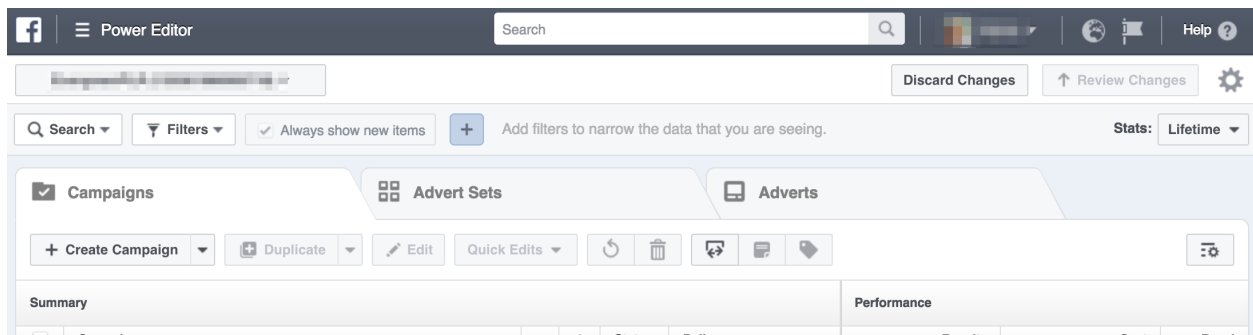 f
Power Editor
Search
Help ?
Discard Changes
Review Changes
Search
Filters
Always show new items
+
Add filters to narrow the data that you are seeing.
Stats: Lifetime
Campaigns
Advert Sets
Adverts
+ Create Campaign
Duplicate
Edit
Quick Edits
Summary
Performance